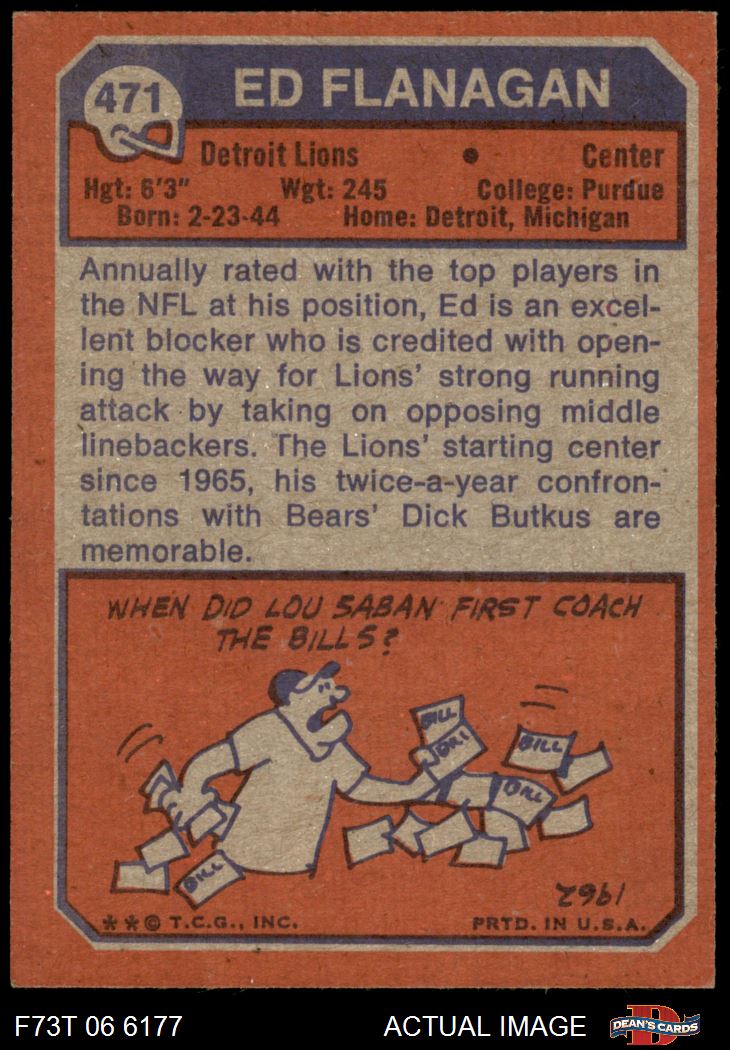 471
ED FLANAGAN
Detroit Lions • Center
Hgt: 6'3" Wgt: 245 College: Purdue
Born: 2-23-44 Home: Detroit, Michigan
Annually rated with the top players in
the NFL at his position, Ed is an excel-
lent blocker who is credited with open-
ing the way for Lions' strong running
attack by taking on opposing middle
linebackers. The Lions' starting center
since 1965, his twice-a-year confron-
tations with Bears' Dick Butkus are
memorable.
WHEN DID LOU SABAN FIRST COACH
THE BILLS?
BILL
BILL
BILL
BILL
BILL
1962
**© T.C.G., INC. PRTD. IN U.S.A.
F73T 06 6177 ACTUAL IMAGE
D
DEAN'S CARDS